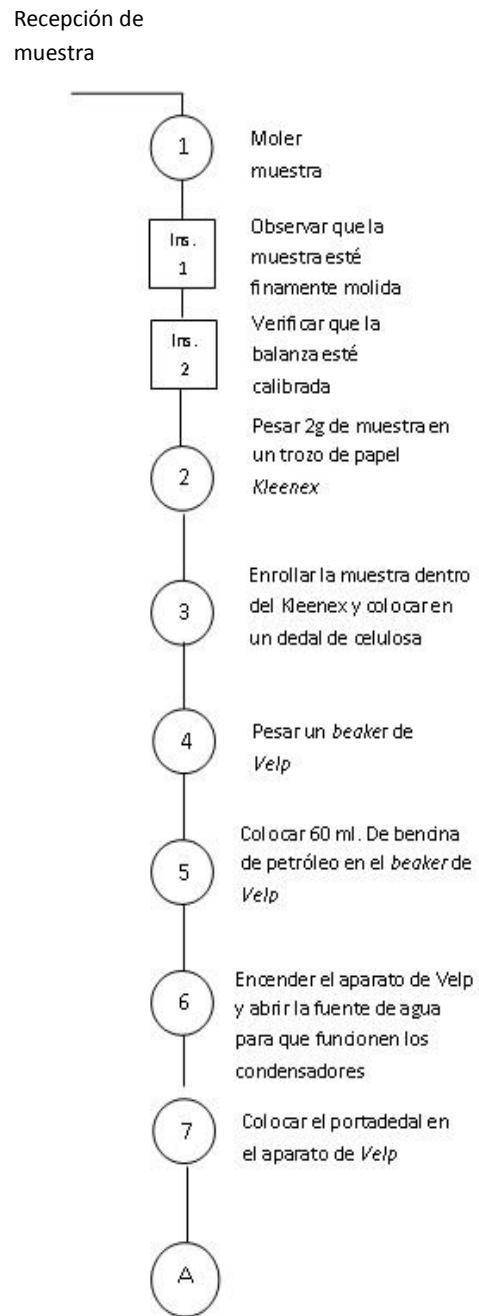 Recepción de
muestra
1
Moler
muestra
Ins.
1
Observar que la
muestra esté
finamente molida
Ins.
2
Verificar que la
balanza esté
calibrada
2
Pesar 2g de muestra en
un trozo de papel
Kleenex
3
Enrollar la muestra dentro
del Kleenex y colocar en
un dedal de celulosa
4
Pesar un beaker de
Velp
5
Colocar 60 ml. De bencina
de petróleo en el beaker de
Velp
6
Encender el aparato de Velp
y abrir la fuente de agua
para que funcionen los
condensadores
7
Colocar el portadedal en
el aparato de Velp
A